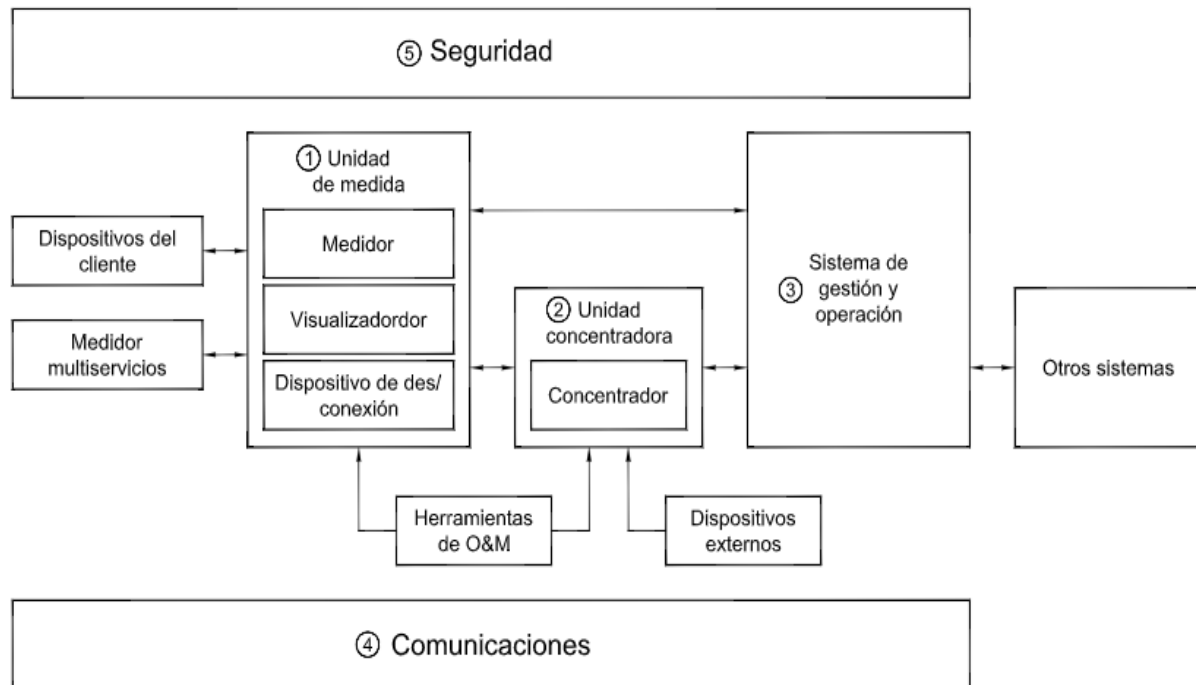 ⑤ Seguridad
① Unidad
de medida
Medidor
Visualizadordor
Dispositivo de des/
conexión
Dispositivos del
cliente
Medidor
multiservicios
② Unidad
concentradora
Concentrador
Sistema de
③ gestión y
operación
Otros sistemas
Herramientas
de O&M
Dispositivos
externos
④ Comunicaciones